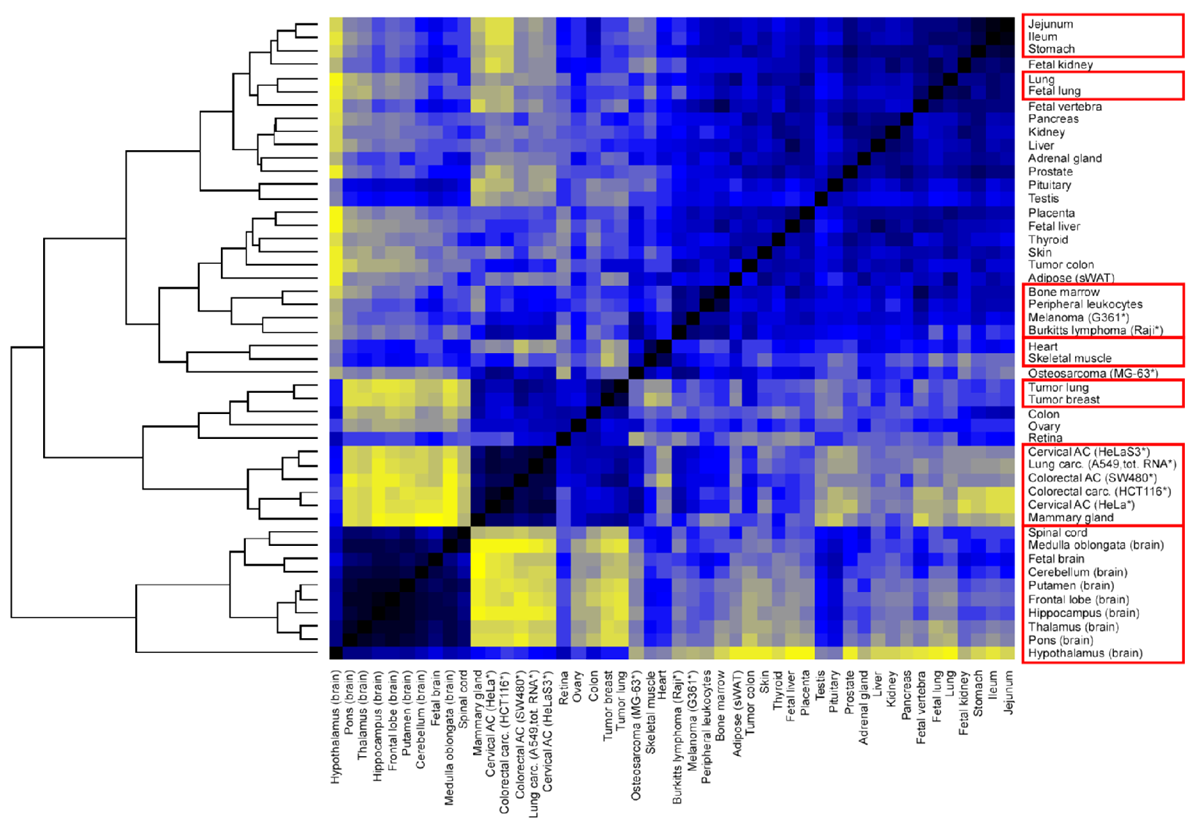 Jejunum
Ileum
Stomach
Fetal kidney
Lung
Fetal lung
Fetal vertebra
Pancreas
Kidney
Liver
Adrenal gland
Prostate
Pituitary
Testis
Placenta
Fetal liver
Thyroid
Skin
Tumor colon
Adipose (sWAT)
Bone marrow
Peripheral leukocytes
Melanoma (G361*)
Burkitts lymphoma (Raji*)
Heart
Skeletal muscle
Osteosarcoma (MG-63*)
Tumor lung
Tumor breast
Colon
Ovary
Retina
Cervical AC (HeLaS3*)
Lung carc. (A549,tot. RNA*)
Colorectal AC (SW480*)
Colorectal carc. (HCT116*)
Cervical AC (HeLa*)
Mammary gland
Spinal cord
Medulla oblongata (brain)
Fetal brain
Cerebellum (brain)
Putamen (brain)
Frontal lobe (brain)
Hippocampus (brain)
Thalamus (brain)
Pons (brain)
Hypothalamus (brain)
Hypothalamus (brain)
Pons (brain)
Thalamus (brain)
Hippocampus (brain)
Frontal lobe (brain)
Putamen (brain)
Cerebellum (brain)
Fetal brain
Medulla oblongata (brain)
Spinal cord
Mammary gland
Cervical AC (HeLa*)
Colorectal carc. (HCT116*)
Colorectal AC (SW480*)
Lung carc. (A549,tot. RNA*)
Cervical AC (HeLaS3*)
Retina
Ovary
Colon
Tumor breast
Tumor lung
Osteosarcoma (MG-63*)
Skeletal muscle
Heart
Burkitts lymphoma (Raji*)
Melanoma (G361*)
Peripheral leukocytes
Bone marrow
Adipose (sWAT)
Tumor colon
Skin
Thyroid
Fetal liver
Placenta
Testis
Pituitary
Prostate
Adrenal gland
Liver
Kidney
Pancreas
Fetal vertebra
Fetal lung
Lung
Fetal kidney
Stomach
Ileum
Jejunum